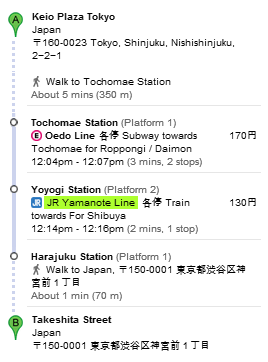 A
Keio Plaza Tokyo
Japan
〒160-0023 Tokyo, Shinjuku, Nishishinjuku,
2−2−1
Walk to Tochomae Station
About 5 mins (350 m)
Tochomae Station (Platform 1)
E Oedo Line 各停 Subway towards 170円
Tochomae for Roppongi / Daimon
12:04pm - 12:07pm (3 mins, 2 stops)
Yoyogi Station (Platform 2)
JR JR Yamanote Line 各停 Train 130円
towards For Shibuya
12:14pm - 12:16pm (2 mins, 1 stop)
Harajuku Station (Platform 1)
Walk to Japan, 〒150-0001 東京都渋谷区神
宮前１丁目
About 1 min (70 m)
B
Takeshita Street
Japan
〒150-0001 東京都渋谷区神宮前１丁目